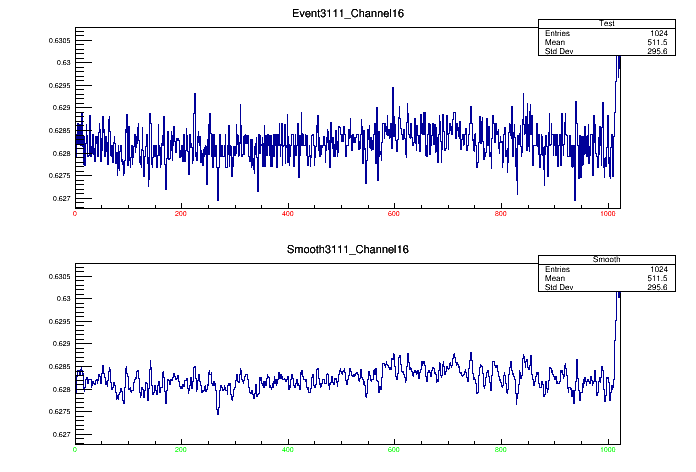 Event3111_Channel16
Test
Entries 1024
Mean 511.5
Std Dev 295.6
0.6305
0.63
0.6295
0.629
0.6285
0.628
0.6275
0.627
0 200 400 600 800 1000
Smooth3111_Channel16
Smooth
Entries 1024
Mean 511.5
Std Dev 295.6
0.6305
0.63
0.6295
0.629
0.6285
0.628
0.6275
0.627
0 200 400 600 800 1000